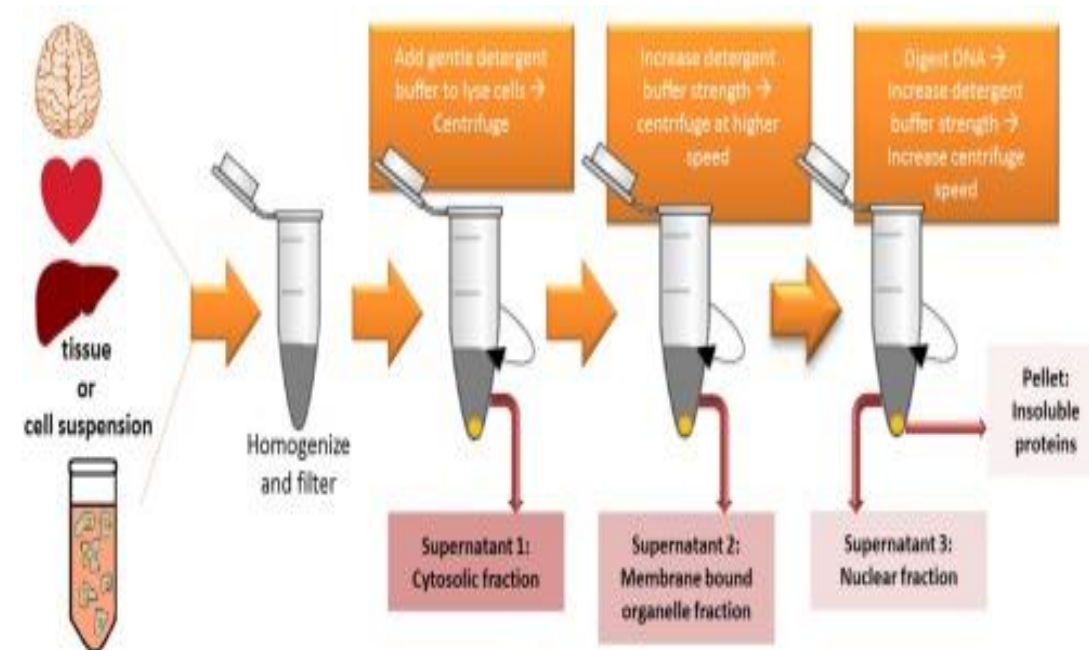 Add gentle detergent
buffer to lyse cells →
Centrifuge
Increase detergent
buffer strength →
centrifuge at higher
speed
Digest DNA →
Increase detergent
buffer strength →
Increase centrifuge
speed
tissue
or
cell suspension
Homogenize
and filter
Pellet:
Insoluble
proteins
Supernatant 1:
Cytosolic fraction
Supernatant 2:
Membrane bound
organelle fraction
Supernatant 3:
Nuclear fraction